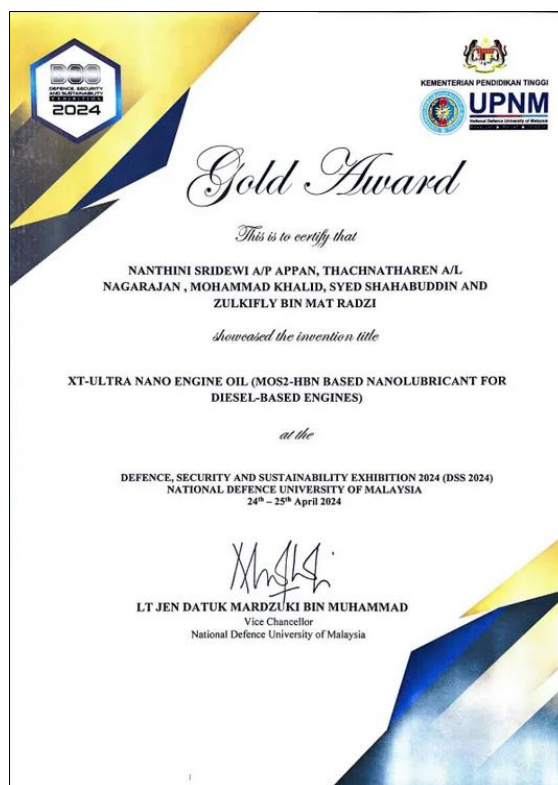 DSS
DEFENCE, SECURITY
AND SUSTAINABILITY
EXHIBITION
2024
KEMENTERIAN PENDIDIKAN TINGGI
UPNM
National Defence University of Malaysia
Gold Award
This is to certify that
NANTHINI SRIDEWI A/P APPAN, THACHNATHAREN A/L
NAGARAJAN , MOHAMMAD KHALID, SYED SHAHABUDDIN AND
ZULKIFLY BIN MAT RADZI
showcased the invention title
XT-ULTRA NANO ENGINE OIL (MOS2-HBN BASED NANOLUBRICANT FOR
DIESEL-BASED ENGINES)
at the
DEFENCE, SECURITY AND SUSTAINABILITY EXHIBITION 2024 (DSS 2024)
NATIONAL DEFENCE UNIVERSITY OF MALAYSIA
24th – 25th April 2024
LT JEN DATUK MARDZUKI BIN MUHAMMAD
Vice Chancellor
National Defence University of Malaysia